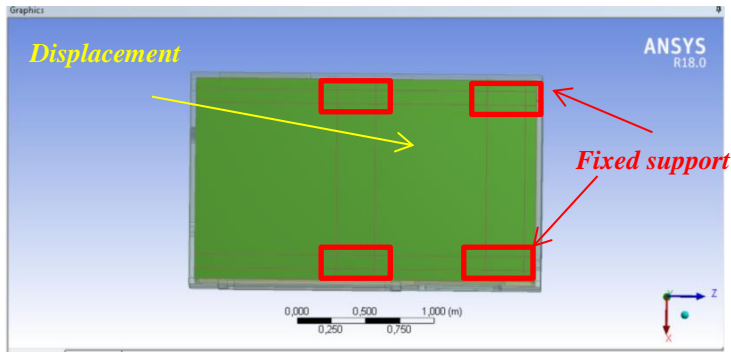 Graphics
Displacement
ANSYS
R18.0
Fixed support
0,000
0,500
1,000 (m)
0,250
0,750
Z
X